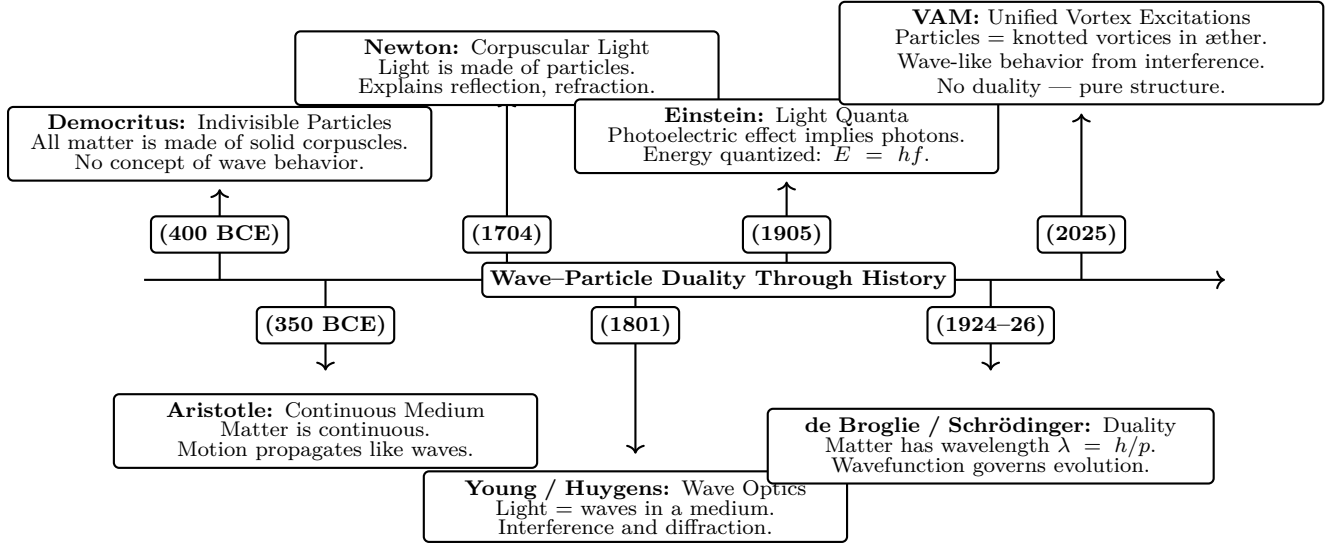 VAM: Unified Vortex Excitations
Particles = knotted vortices in æther.
Wave-like behavior from interference.
No duality — pure structure.
Newton: Corpuscular Light
Light is made of particles.
Explains reflection, refraction.
Democritus: Indivisible Particles
All matter is made of solid corpuscles.
No concept of wave behavior.
Einstein: Light Quanta
Photoelectric effect implies photons.
Energy quantized: E = hf.
(400 BCE)
(1704)
(1905)
(2025)
Wave–Particle Duality Through History
(350 BCE)
(1801)
(1924–26)
Aristotle: Continuous Medium
Matter is continuous.
Motion propagates like waves.
de Broglie / Schrödinger: Duality
Matter has wavelength λ = h/p.
Wavefunction governs evolution.
Young / Huygens: Wave Optics
Light = waves in a medium.
Interference and diffraction.